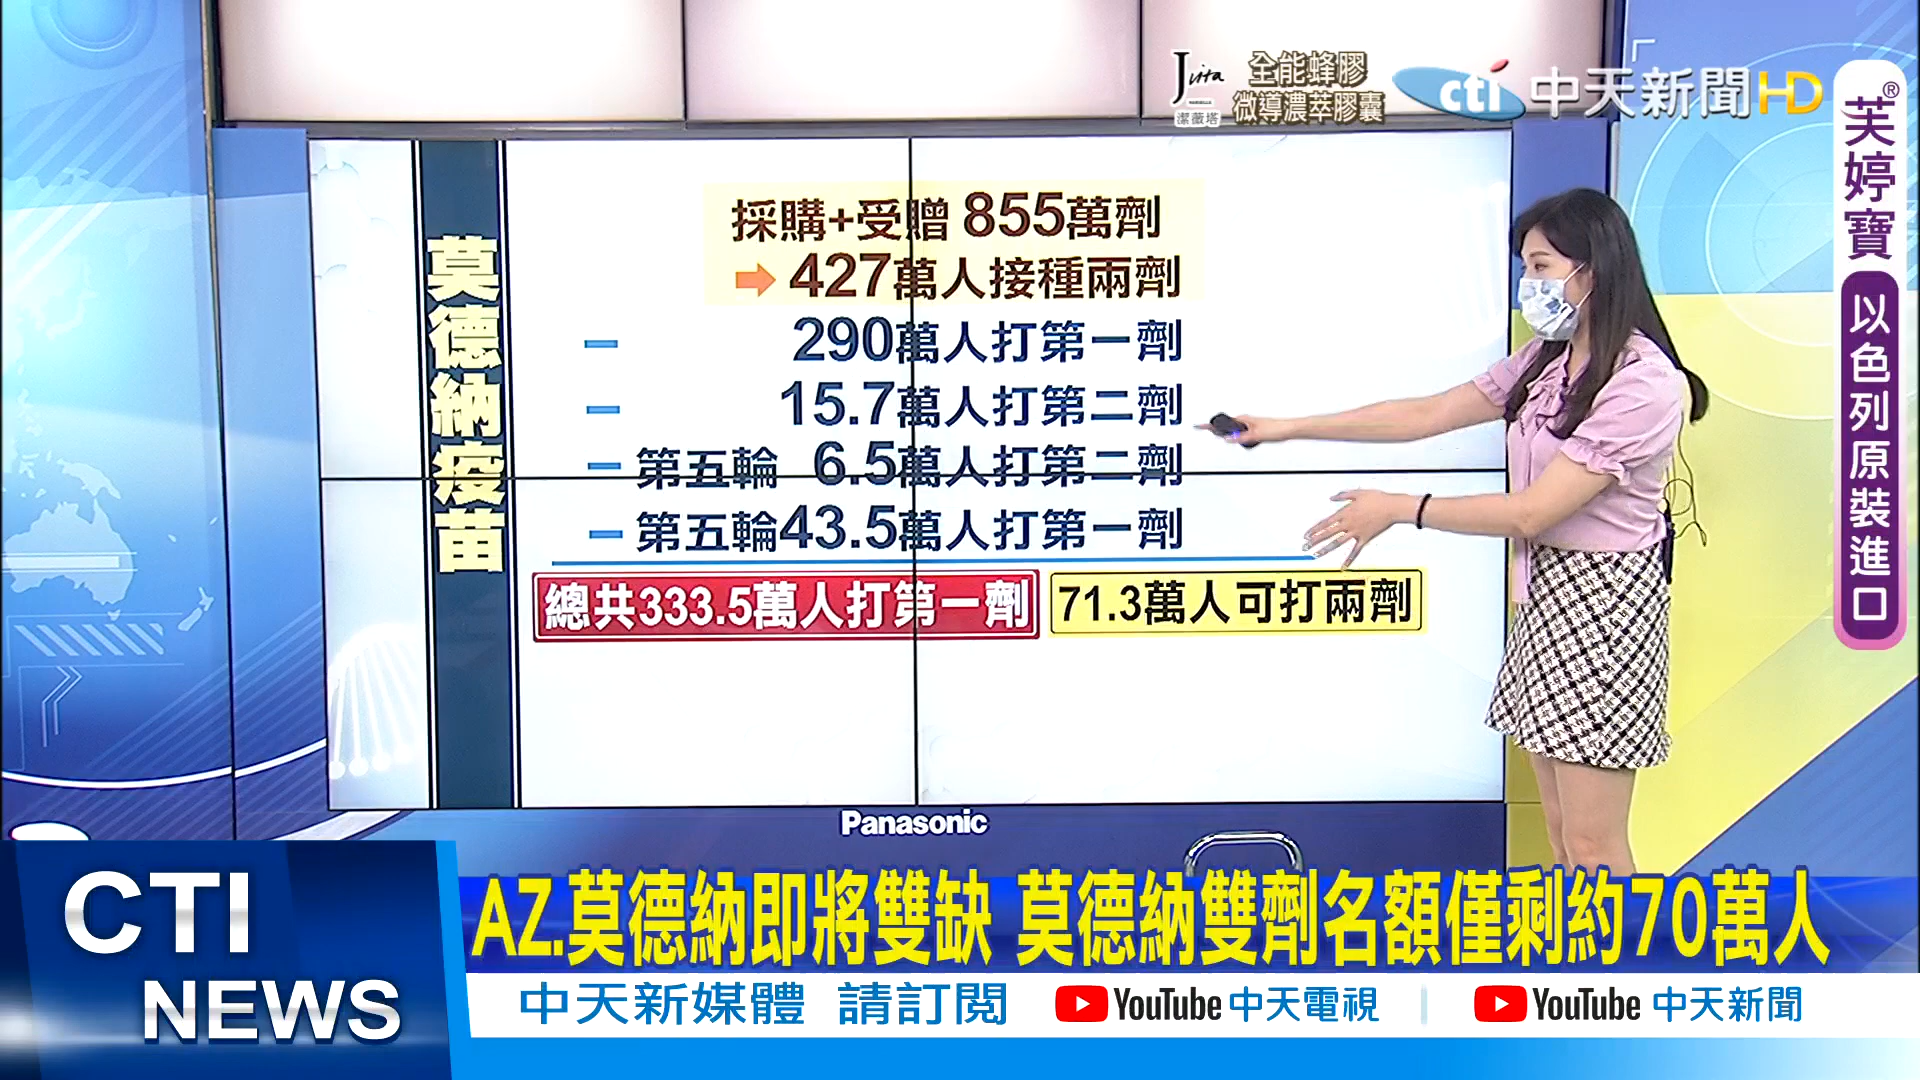 Jvita
MARSEILLE
潔薇塔
全能蜂膠
微導濃萃膠囊
cti 中天新聞HD
芙婷寶®
以色列原裝進口
莫德納疫苗
採購+受贈 855萬劑
➡ 427萬人接種兩劑
－ 290萬人打第一劑
－ 15.7萬人打第二劑
－ 第五輪 6.5萬人打第二劑
－ 第五輪43.5萬人打第一劑
總共333.5萬人打第一劑 71.3萬人可打兩劑
Panasonic
CTI
NEWS
AZ.莫德納即將雙缺 莫德納雙劑名額僅剩約70萬人
中天新媒體 請訂閱 YouTube 中天電視 | YouTube 中天新聞